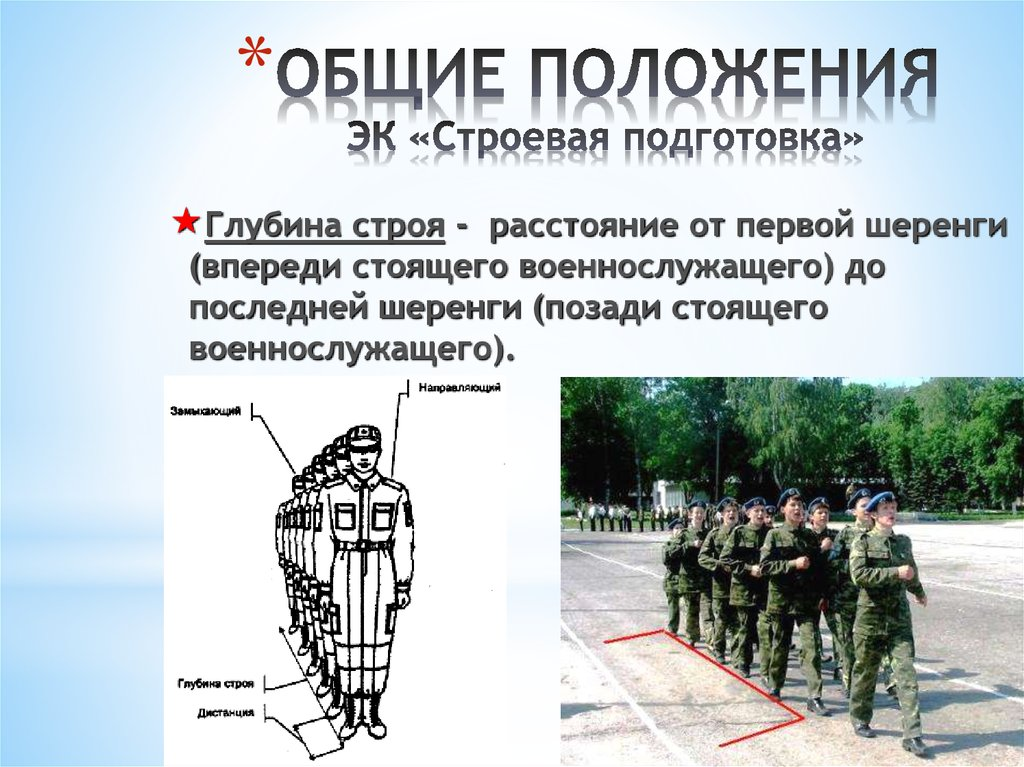 *ОБЩИЕ ПОЛОЖЕНИЯ
ЭК «Строевая подготовка»
★Глубина строя - расстояние от первой шеренги
(впереди стоящего военнослужащего) до
последней шеренги (позади стоящего
военнослужащего).
Направляющий
Замыкающий
Глубина строя
Дистанция